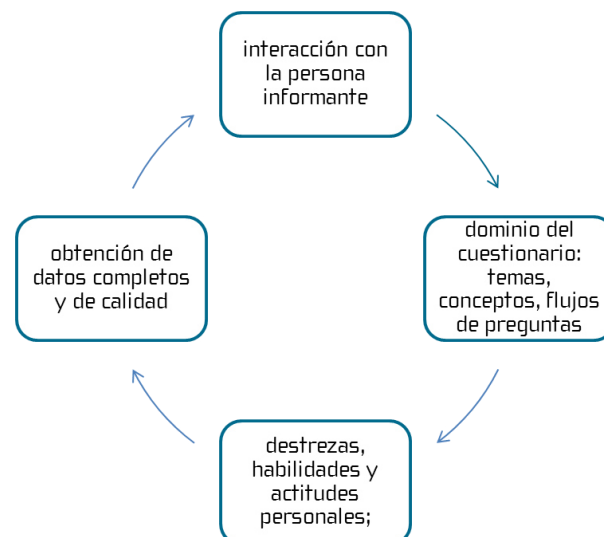 interacción con
la persona
informante
dominio del
cuestionario:
temas,
conceptos, flujos
de preguntas
destrezas,
habilidades y
actitudes
personales;
obtención de
datos completos
y de calidad